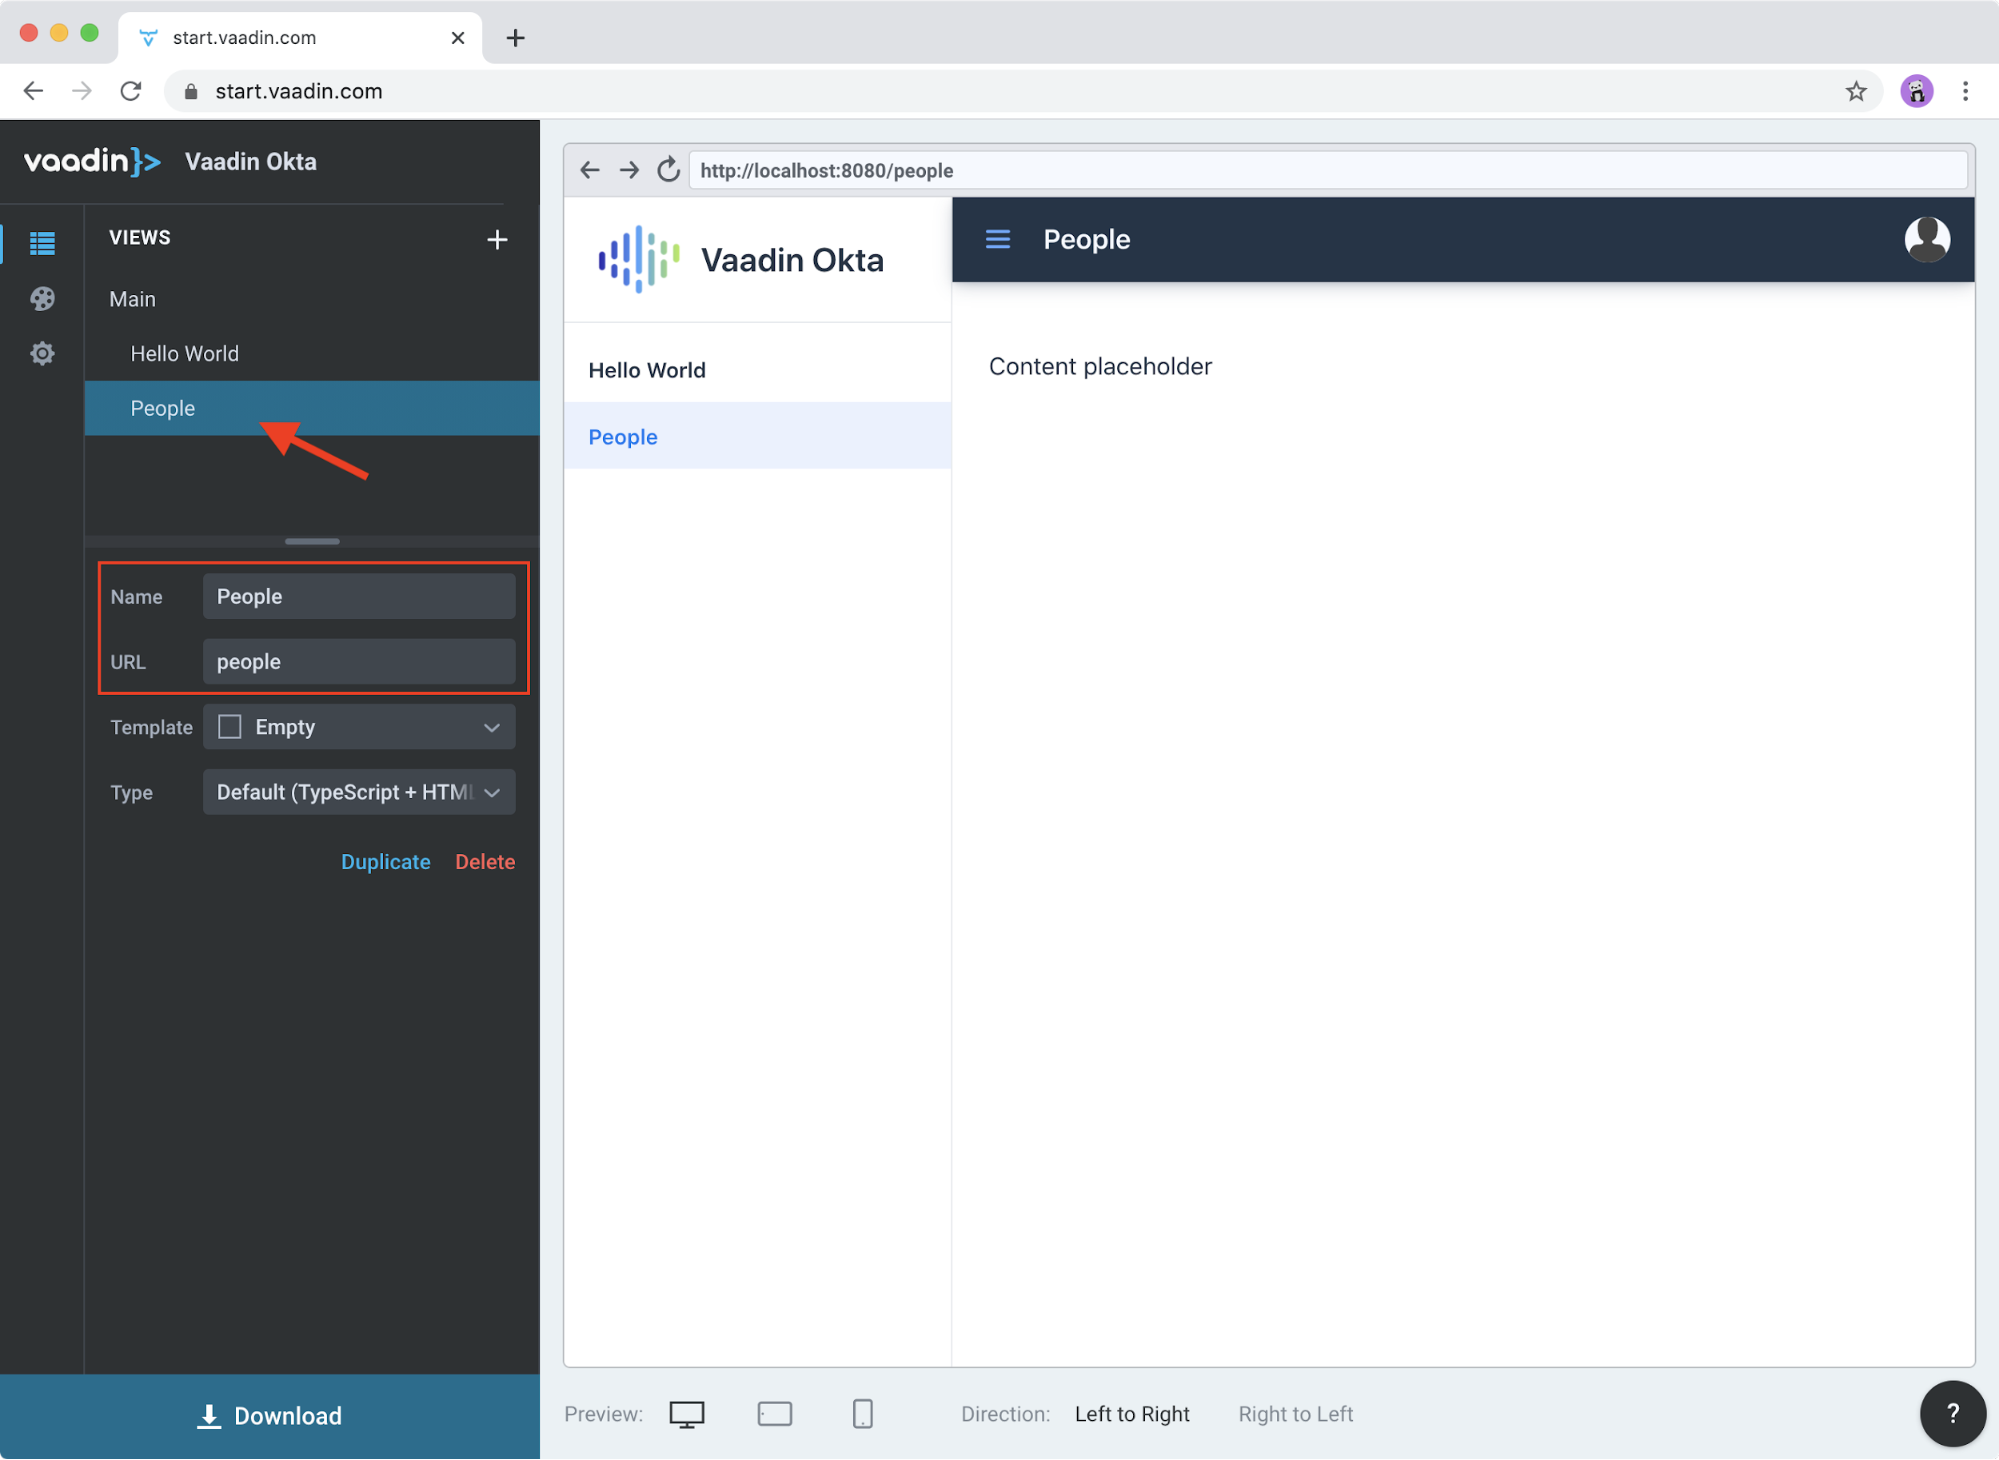 start.vaadin.com
start.vaadin.com
vaadin}> Vaadin Okta
VIEWS
Main
Hello World
People
Name People
URL people
Template Empty
Type Default (TypeScript + HTML
Duplicate Delete
Download
http://localhost:8080/people
Vaadin Okta
Hello World
People
People
Content placeholder
Preview: Direction: Left to Right Right to Left
?